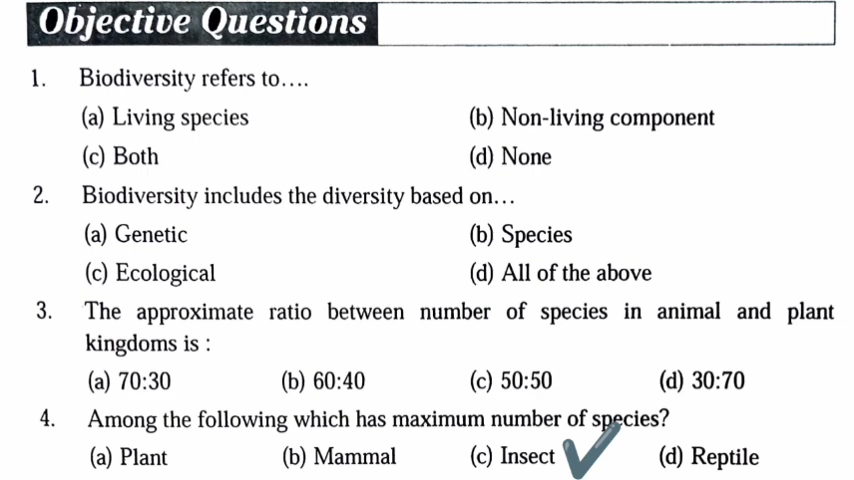 Objective Questions
1. Biodiversity refers to....
(a) Living species (b) Non-living component
(c) Both (d) None
2. Biodiversity includes the diversity based on...
(a) Genetic (b) Species
(c) Ecological (d) All of the above
3. The approximate ratio between number of species in animal and plant
kingdoms is :
(a) 70:30 (b) 60:40 (c) 50:50 (d) 30:70
4. Among the following which has maximum number of species?
(a) Plant (b) Mammal (c) Insect (d) Reptile